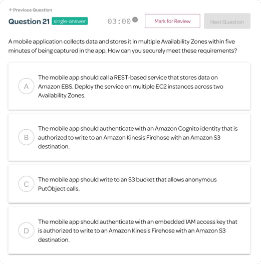 Previous Question
Question 21 single answer 03:00 Mark for Review Next Question
A mobile application collects data and stores it in multiple Availability Zones within five
minutes of being captured in the app. How can you securely meet these requirements?
The mobile app should call a REST-based service that stores data on
A Amazon EBS. Deploy the service on multiple EC2 instances across two
Availability Zones.
The mobile app should authenticate with an Amazon Cognito identity that is
B authorized to write to an Amazon Kinesis Firehose with an Amazon S3
destination.
The mobile app should write to an S3 bucket that allows anonymous
C PutObject calls.
The mobile app should authenticate with an embedded IAM access key that
D is authorized to write to an Amazon Kinesis Firehose with an Amazon S3
destination.